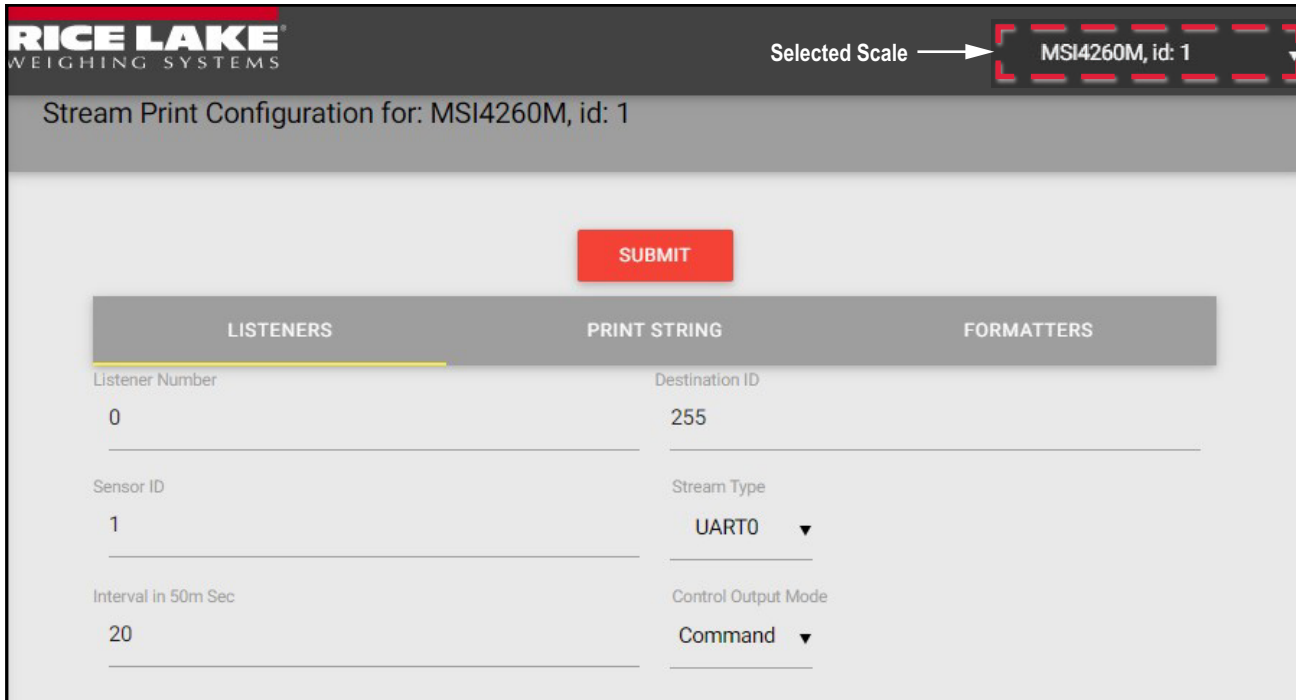 RICE LAKE®
WEIGHING SYSTEMS
Selected Scale
MSI4260M, id: 1
Stream Print Configuration for: MSI4260M, id: 1
SUBMIT
LISTENERS PRINT STRING FORMATTERS
Listener Number Destination ID
0 255
Sensor ID Stream Type
1 UART0
Interval in 50m Sec Control Output Mode
20 Command